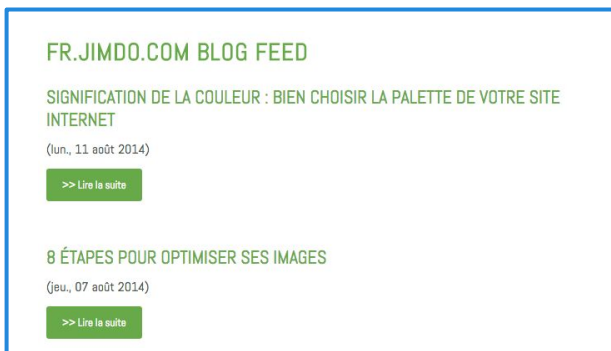 FR.JIMDO.COM BLOG FEED
SIGNIFICATION DE LA COULEUR : BIEN CHOISIR LA PALETTE DE VOTRE SITE
INTERNET
(lun., 11 août 2014)
>> Lire la suite
8 ÉTAPES POUR OPTIMISER SES IMAGES
(jeu., 07 août 2014)
>> Lire la suite